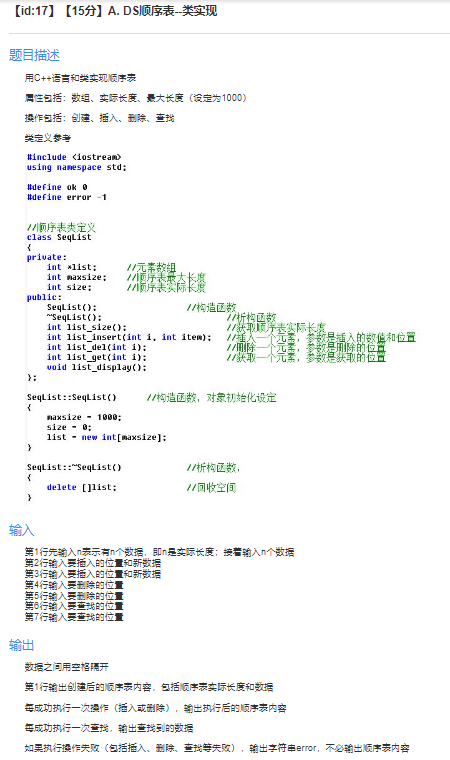 【id:17】【15分】A. DS顺序表--类实现
题目描述
用C++语言和类实现顺序表
属性包括：数组、实际长度、最大长度（设定为1000）
操作包括：创建、插入、删除、查找
类定义参考
#include <iostream>
using namespace std;
#define ok 0
#define error -1
//顺序表类定义
class SeqList
{
private:
int *list; //元素数组
int maxsize; //顺序表最大长度
int size; //顺序表实际长度
public:
SeqList(); //构造函数
~SeqList(); //析构函数
int list_size(); //获取顺序表实际长度
int list_insert(int i, int item); //插入一个元素，参数是插入的数值和位置
int list_del(int i); //删除一个元素，参数是删除的位置
int list_get(int i); //获取一个元素，参数是获取的位置
void list_display();
};
SeqList::SeqList() //构造函数，对象初始化设定
{
maxsize = 1000;
size = 0;
list = new int[maxsize];
}
SeqList::~SeqList() //析构函数，
{
delete []list; //回收空间
}
输入
第1行先输入n表示有n个数据，即n是实际长度；接着输入n个数据
第2行输入要插入的位置和新数据
第3行输入要插入的位置和新数据
第4行输入要删除的位置
第5行输入要删除的位置
第6行输入要查找的位置
第7行输入要查找的位置
输出
数据之间用空格隔开
第1行输出创建后的顺序表内容，包括顺序表实际长度和数据
每成功执行一次操作（插入或删除），输出执行后的顺序表内容
每成功执行一次查找，输出查找到的数据
如果执行操作失败（包括插入、删除、查找等失败），输出字符串error，不必输出顺序表内容